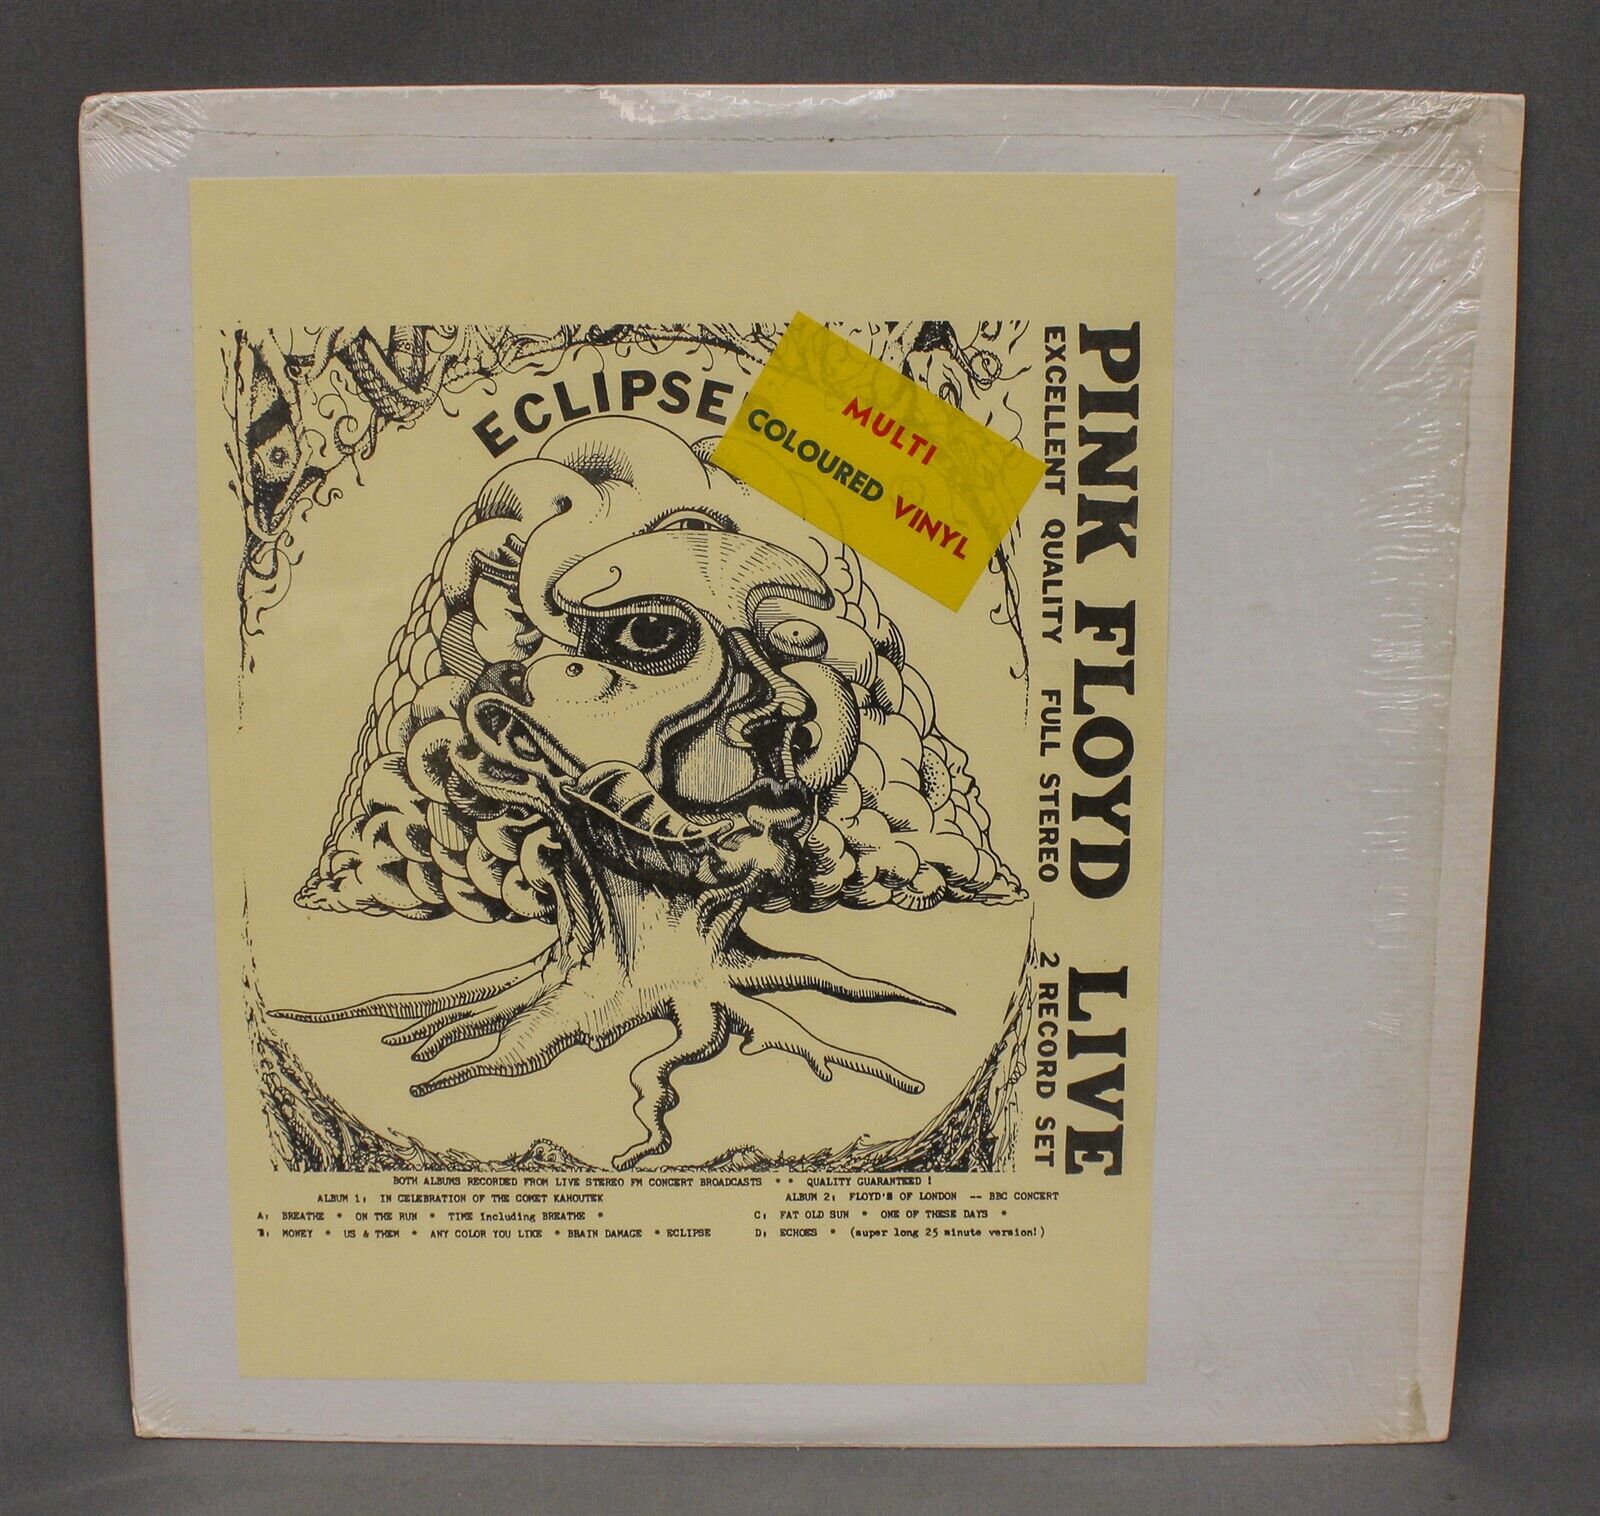 ECLIPSE
MULTI
COLOURED VINYL
PINK FLOYD LIVE
EXCELLENT QUALITY FULL STEREO 2 RECORD SET
BOTH ALBUMS RECORDED FROM LIVE STEREO FM CONCERT BROADCASTS * * QUALITY GUARANTEED !
ALBUM 1: IN CELEBRATION OF THE COMET KAHOUTEK
A: BREATHE * ON THE RUN * TIME Including BREATHE *
B: MONEY * US & THEM * ANY COLOR YOU LIKE * BRAIN DAMAGE * ECLIPSE
ALBUM 2: FLOYD'S OF LONDON -- BBC CONCERT
C: FAT OLD SUN * ONE OF THESE DAYS *
D: ECHOES * (super long 25 minute version!)